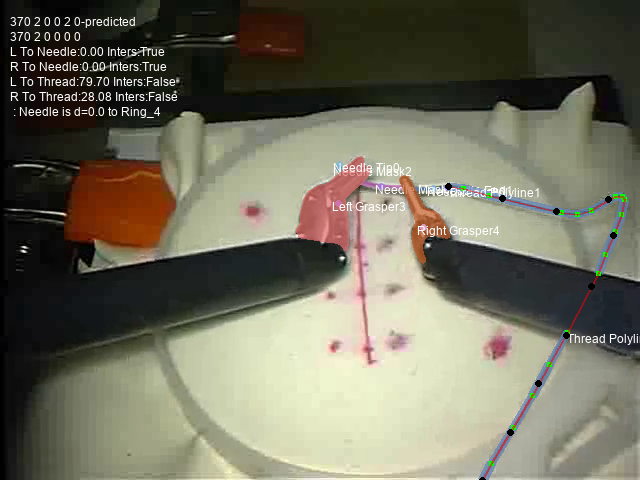 370 2 0 0 2 0-predicted
370 2 0 0 0 0
L To Needle:0.00 Inters:True
R To Needle:0.00 Inters:True
L To Thread:79.70 Inters:False
R To Thread:28.08 Inters:False
: Needle is d=0.0 to Ring_4
Needle Tip0
Mask2
Needle
Thread Polyline1
Left Grasper3
Right Grasper4
Thread Polyli